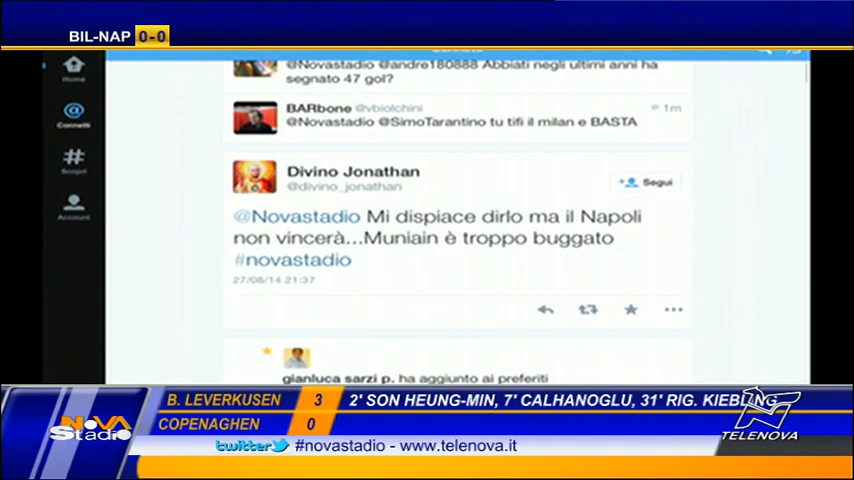 BIL-NAP 0-0
Home
@Novastadio @andre180888 Abbiati negli ultimi anni ha
segnato 47 gol?
Connetti
BARbone @vbiolchini 1m
@Novastadio @SimoTarantino tu tifi il milan e BASTA
Scopri
Divino Jonathan
@divino_jonathan
Segui
Account
@Novastadio Mi dispiace dirlo ma il Napoli
non vincerà...Muniain è troppo buggato
#novastadio
27/08/14 21:37
gianluca sarzi p. ha aggiunto ai preferiti
B. LEVERKUSEN 3 2' SON HEUNG-MIN, 7' CALHANOGLU, 31' RIG. KIEBLING
COPENAGHEN 0
NOVA
Stadio
TELENOVA
twitter #novastadio - www.telenova.it